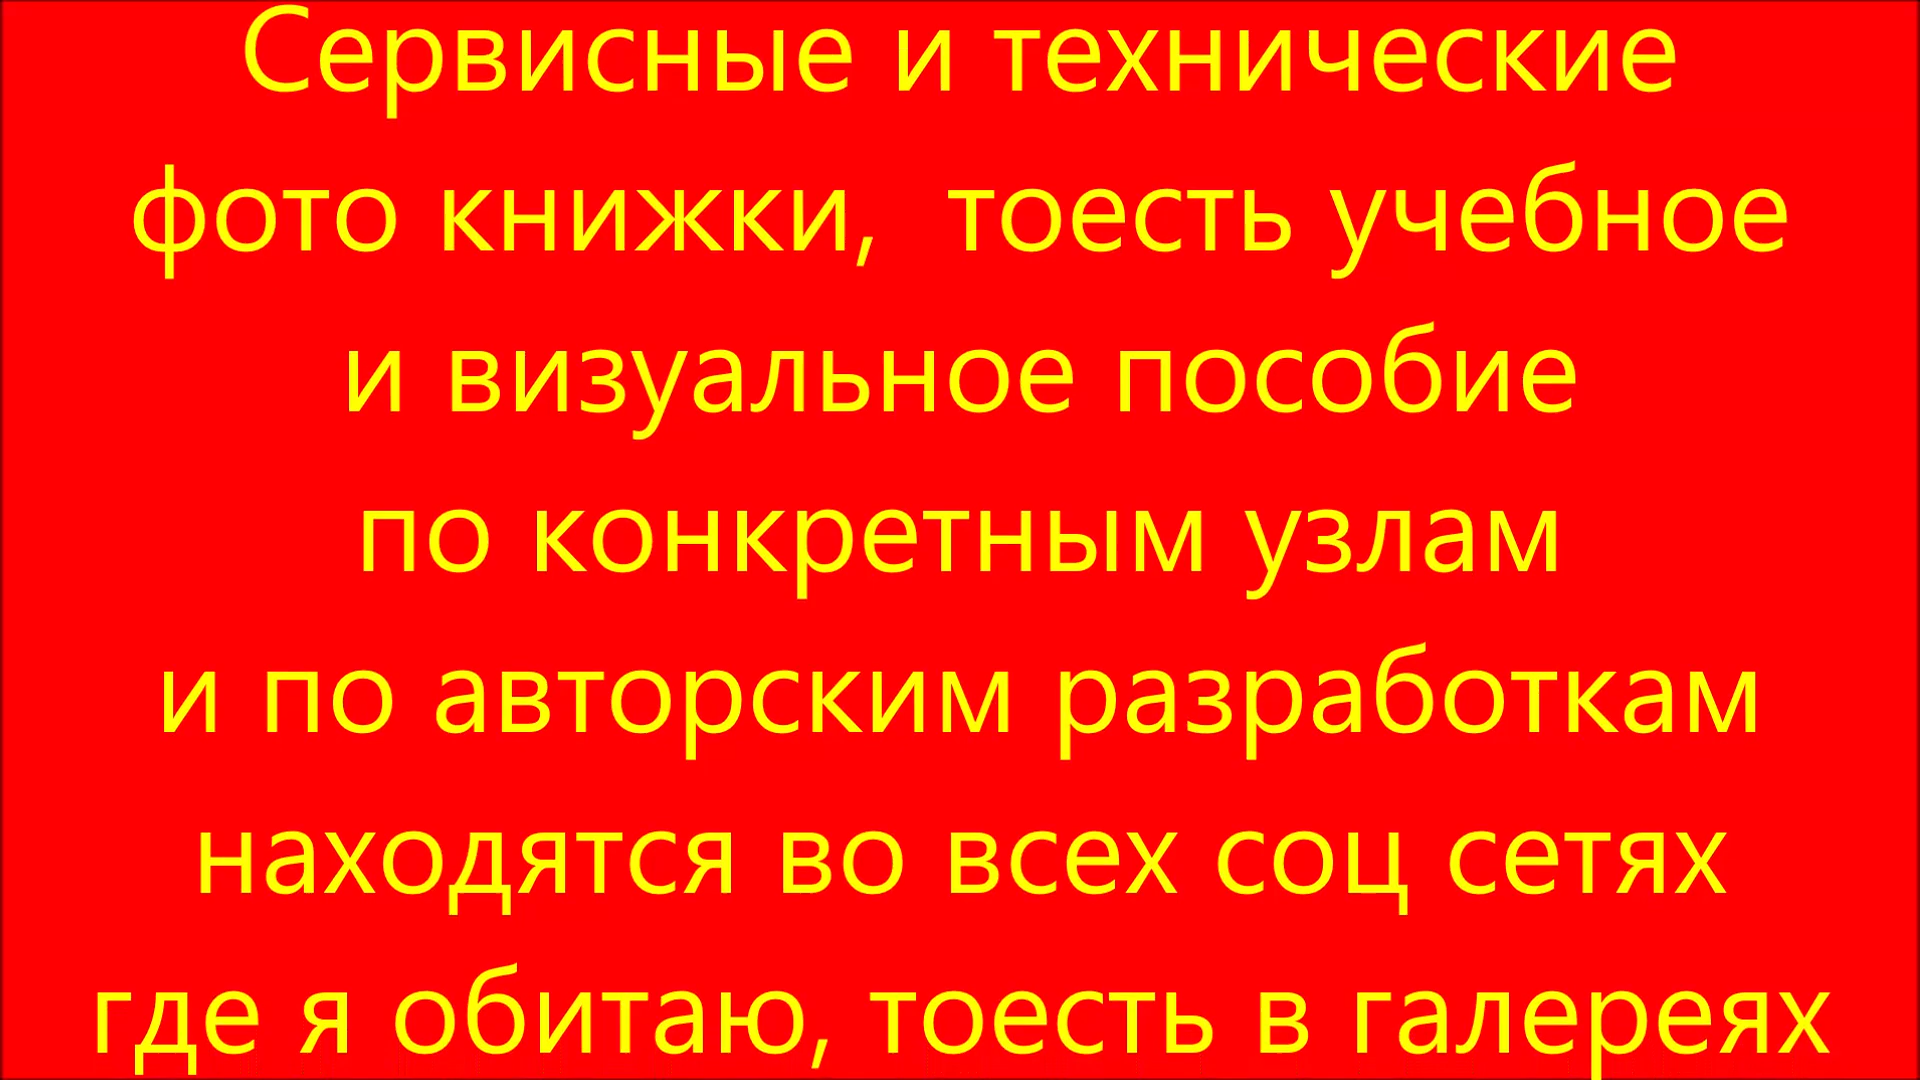 Сервисные и технические
фото книжки, тоесть учебное
и визуальное пособие
по конкретным узлам
и по авторским разработкам
находятся во всех соц сетях
где я обитаю, тоесть в галереях